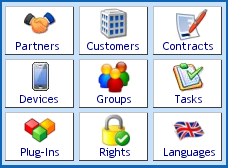 Partners Customers Contracts
Devices Groups Tasks
Plug-Ins Rights Languages